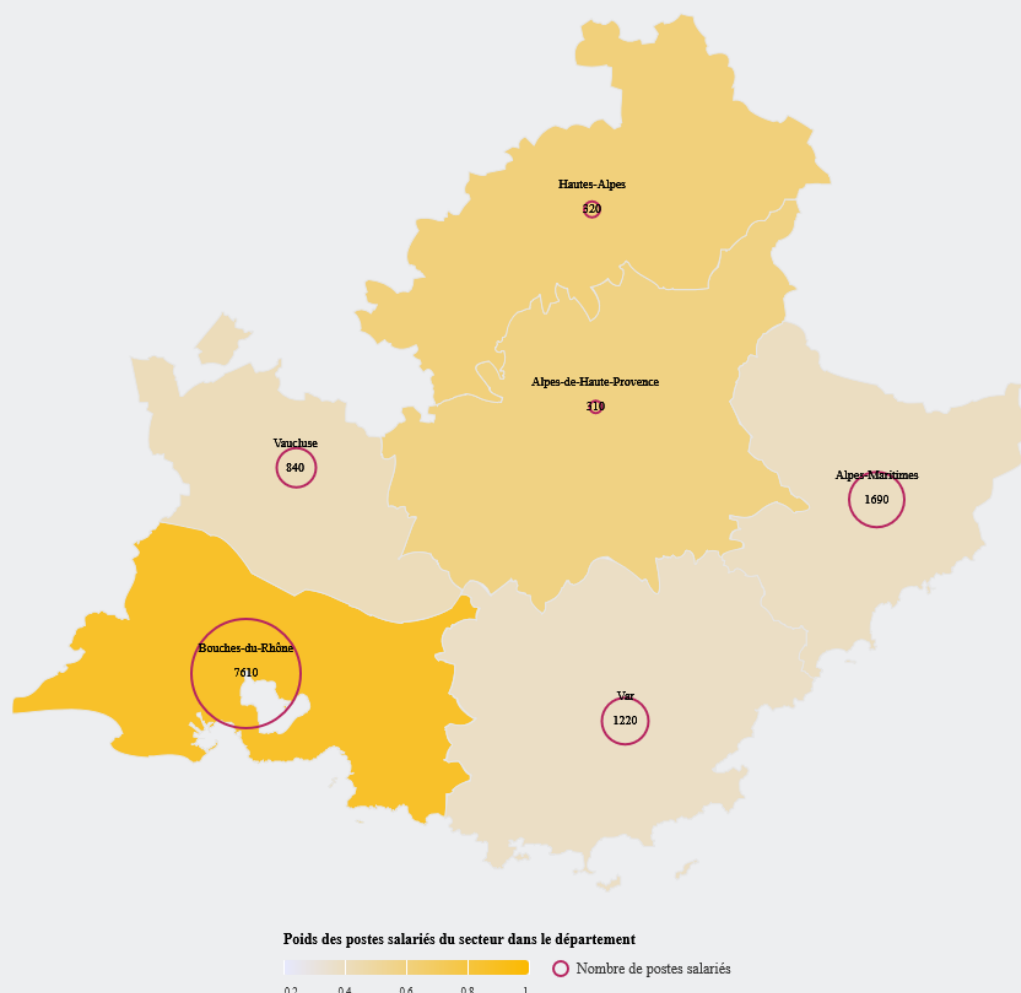 Hautes-Alpes
320
Alpes-de-Haute-Provence
310
Vaucluse
840
Alpes-Maritimes
1690
Bouches-du-Rhône
7610
Var
1220
Poids des postes salariés du secteur dans le département
Nombre de postes salariés
0.2 0.4 0.6 0.8 1